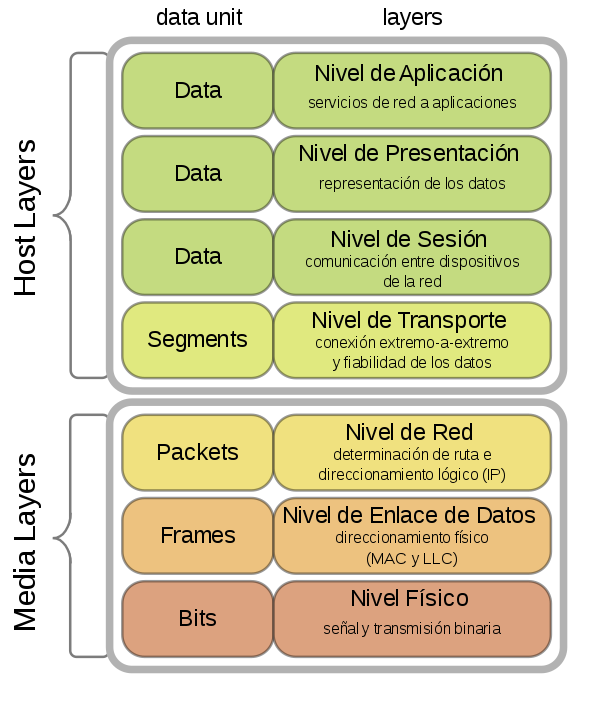 data unit
layers
Host Layers
Data
Nivel de Aplicación
servicios de red a aplicaciones
Data
Nivel de Presentación
representación de los datos
Data
Nivel de Sesión
comunicación entre dispositivos
de la red
Segments
Nivel de Transporte
conexión extremo-a-extremo
y fiabilidad de los datos
Media Layers
Packets
Nivel de Red
determinación de ruta e
direccionamiento lógico (IP)
Frames
Nivel de Enlace de Datos
direccionamiento físico
(MAC y LLC)
Bits
Nivel Físico
señal y transmisión binaria